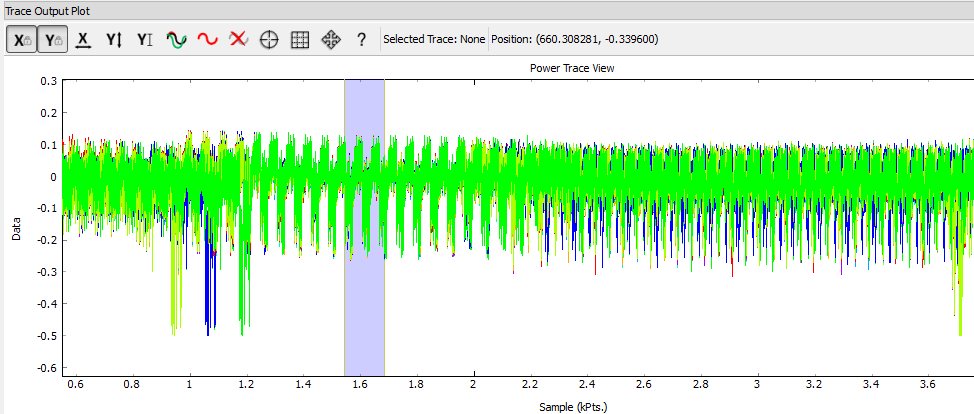 Trace Output Plot
X Y X Y Y ? Selected Trace: None Position: (660.308281, -0.339600)
Power Trace View
0.3
0.2
0.1
0
-0.1
-0.2
-0.3
-0.4
-0.5
-0.6
Data
0.6 0.8 1 1.2 1.4 1.6 1.8 2 2.2 2.4 2.6 2.8 3 3.2 3.4 3.6
Sample (kPts.)